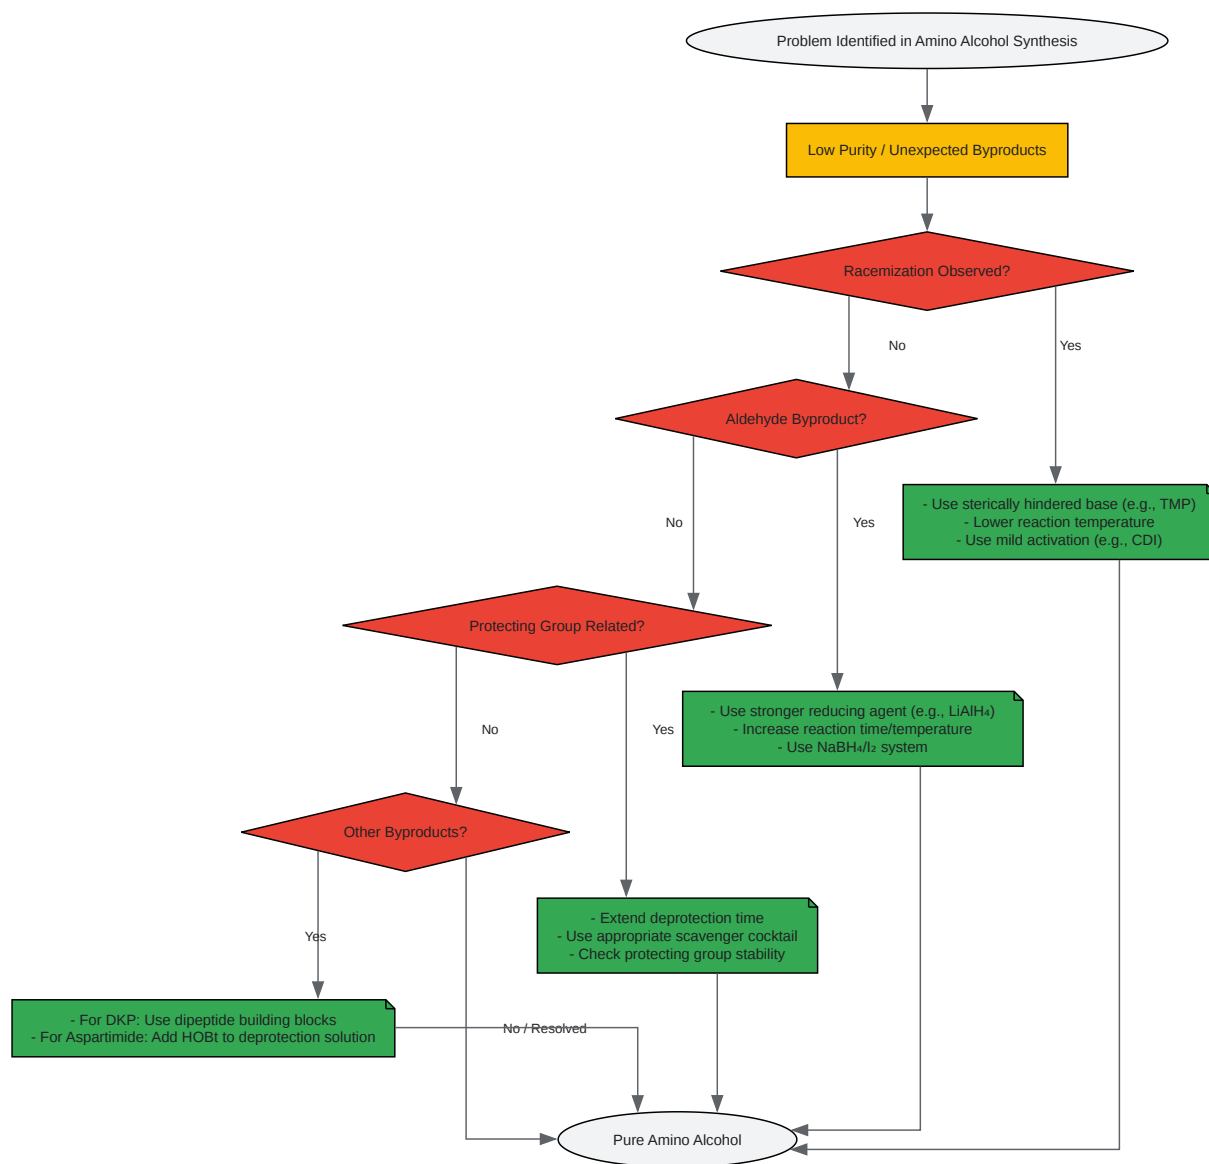 Problem Identified in Amino Alcohol Synthesis
Low Purity / Unexpected Byproducts
Racemization Observed?
No
Yes
Aldehyde Byproduct?
- Use sterically hindered base (e.g., TMP)
- Lower reaction temperature
- Use mild activation (e.g., CDI)
No
Yes
Protecting Group Related?
- Use stronger reducing agent (e.g., LiAlH₄)
- Increase reaction time/temperature
- Use NaBH₄/I₂ system
No
Yes
Other Byproducts?
- Extend deprotection time
- Use appropriate scavenger cocktail
- Check protecting group stability
Yes
- For DKP: Use dipeptide building blocks
- For Aspartimide: Add HOBt to deprotection solution
No / Resolved
Pure Amino Alcohol